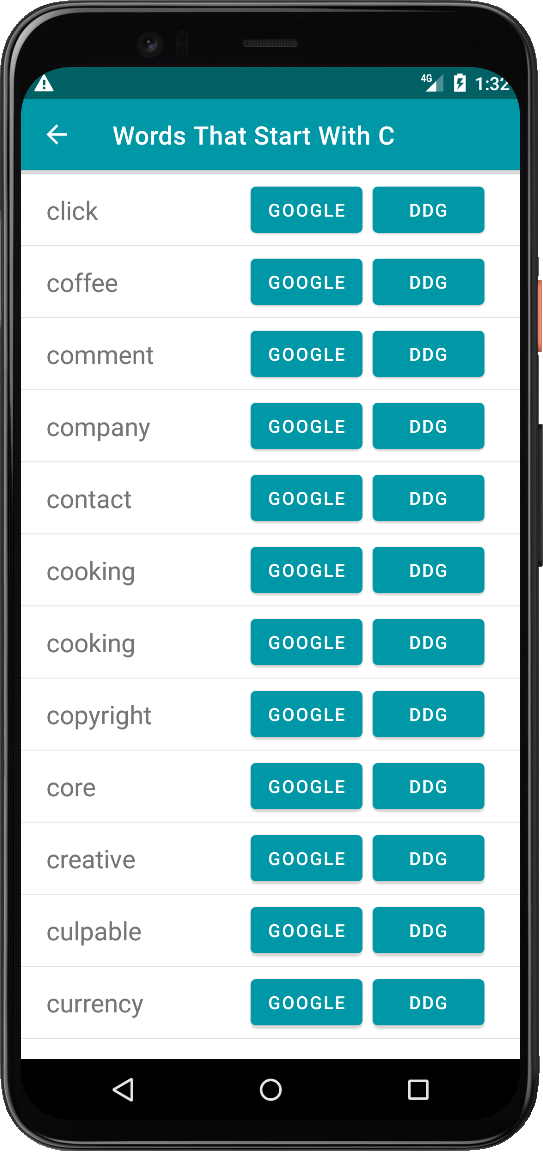 4G 1:32
Words That Start With C
click GOOGLE DDG
coffee GOOGLE DDG
comment GOOGLE DDG
company GOOGLE DDG
contact GOOGLE DDG
cooking GOOGLE DDG
cooking GOOGLE DDG
copyright GOOGLE DDG
core GOOGLE DDG
creative GOOGLE DDG
culpable GOOGLE DDG
currency GOOGLE DDG